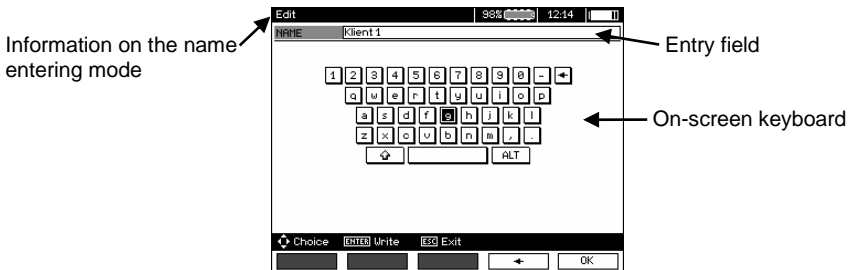 Edit 98% 12:14
NAME Klient 1
Information on the name
entering mode
Entry field
1 2 3 4 5 6 7 8 9 0 - ←
q w e r t y u i o p
a s d f g h j k l
z x c v b n m , .
ALT
On-screen keyboard
Choice ENTER Write ESC Exit
← OK